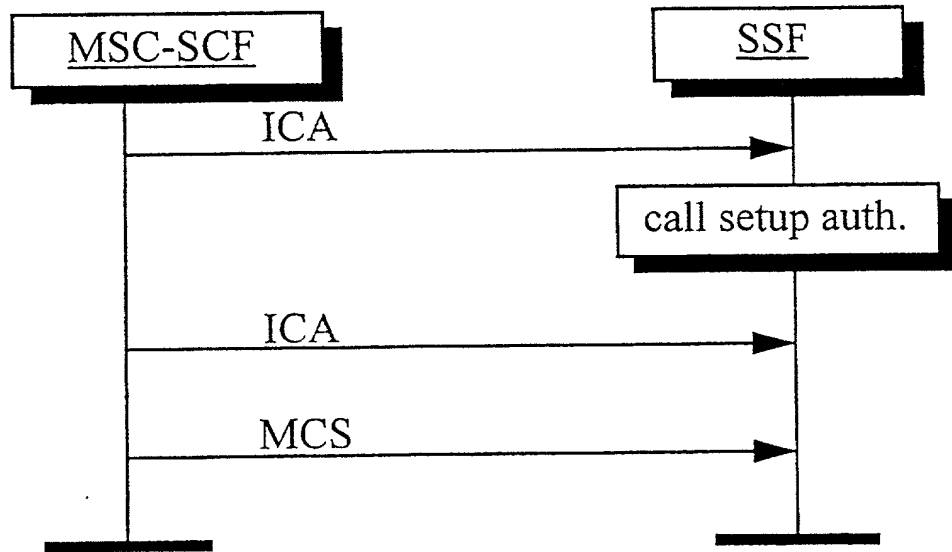 MSC-SCF
SSF
ICA
call setup auth.
ICA
MCS